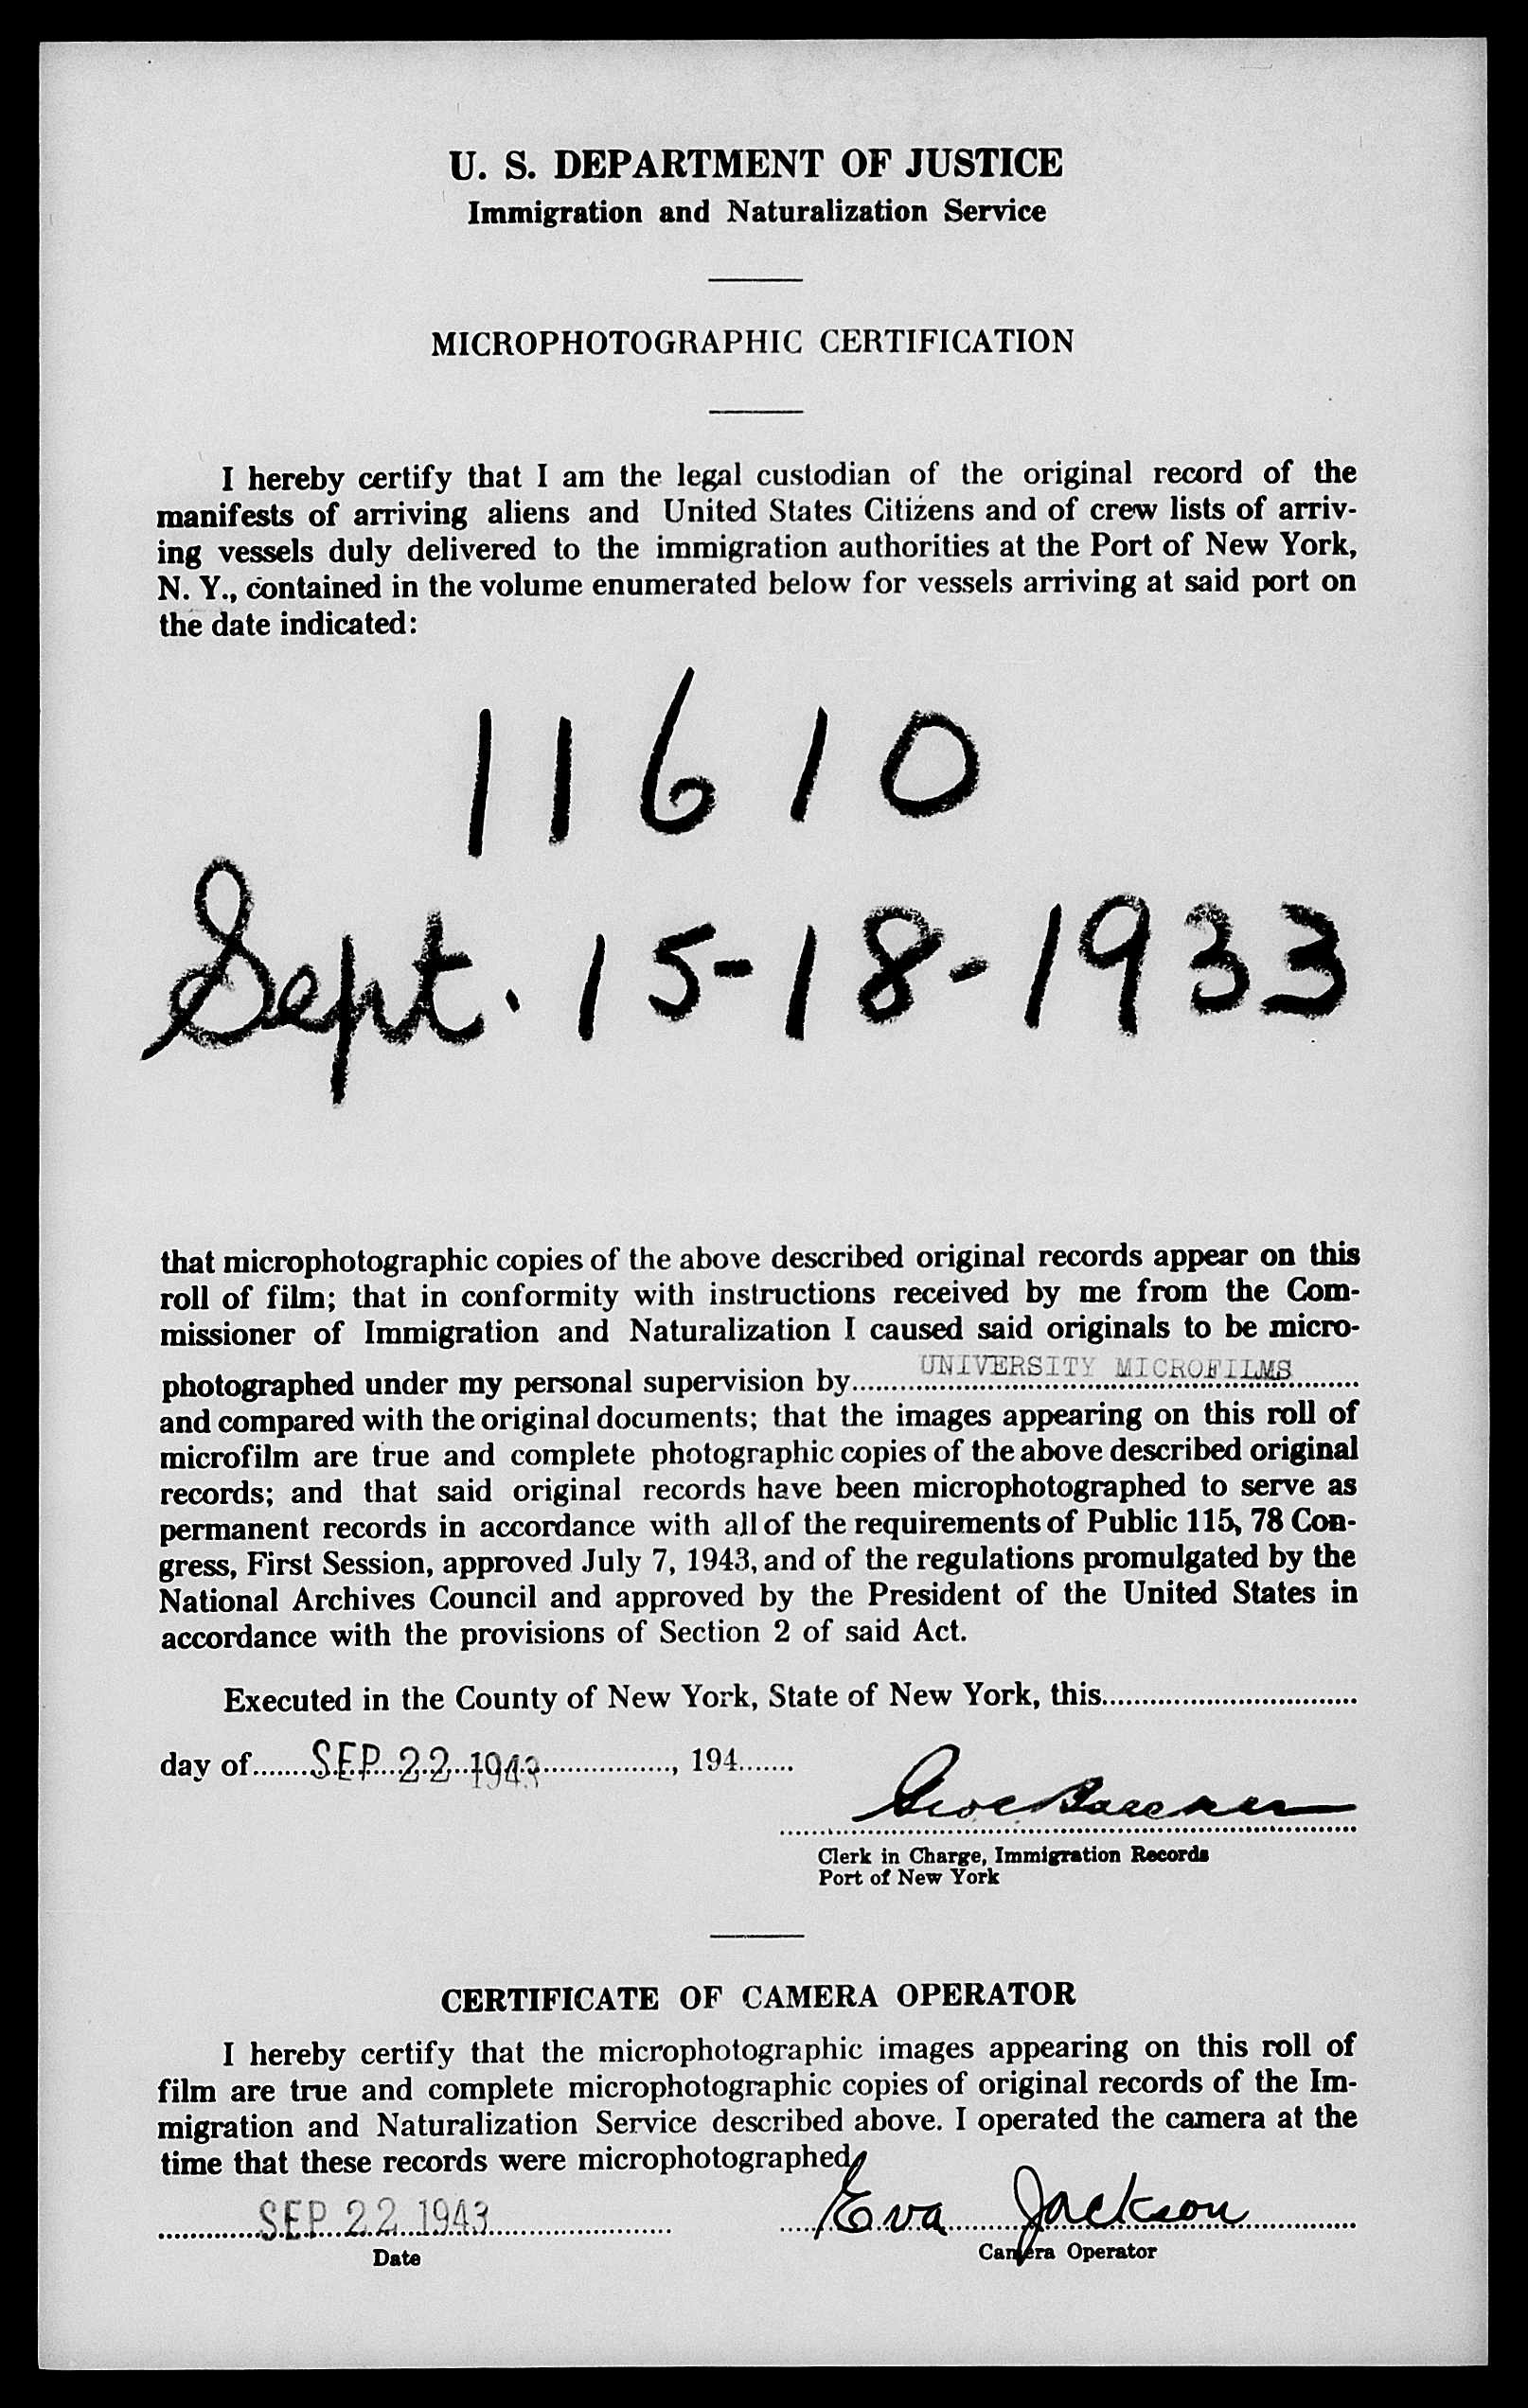 U. S. DEPARTMENT OF JUSTICE
Immigration and Naturalization Service
MICROPHOTOGRAPHIC CERTIFICATION
I hereby certify that I am the legal custodian of the original record of the
manifests of arriving aliens and United States Citizens and of crew lists of arriv-
ing vessels duly delivered to the immigration authorities at the Port of New York,
N. Y., contained in the volume enumerated below for vessels arriving at said port on
the date indicated:
11610
Sept. 15-18-1933
that microphotographic copies of the above described original records appear on this
roll of film; that in conformity with instructions received by me from the Com-
missioner of Immigration and Naturalization I caused said originals to be micro-
photographed under my personal supervision by UNIVERSITY MICROFILMS
and compared with the original documents; that the images appearing on this roll of
microfilm are true and complete photographic copies of the above described original
records; and that said original records have been microphotographed to serve as
permanent records in accordance with all of the requirements of Public 115, 78 Con-
gress, First Session, approved July 7, 1943, and of the regulations promulgated by the
National Archives Council and approved by the President of the United States in
accordance with the provisions of Section 2 of said Act.
Executed in the County of New York, State of New York, this
day of SEP 22 1943, 194
Clerk in Charge, Immigration Records
Port of New York
CERTIFICATE OF CAMERA OPERATOR
I hereby certify that the microphotographic images appearing on this roll of
film are true and complete microphotographic copies of original records of the Im-
migration and Naturalization Service described above. I operated the camera at the
time that these records were microphotographed
SEP 22 1943 Eva Jackson
Date Camera Operator